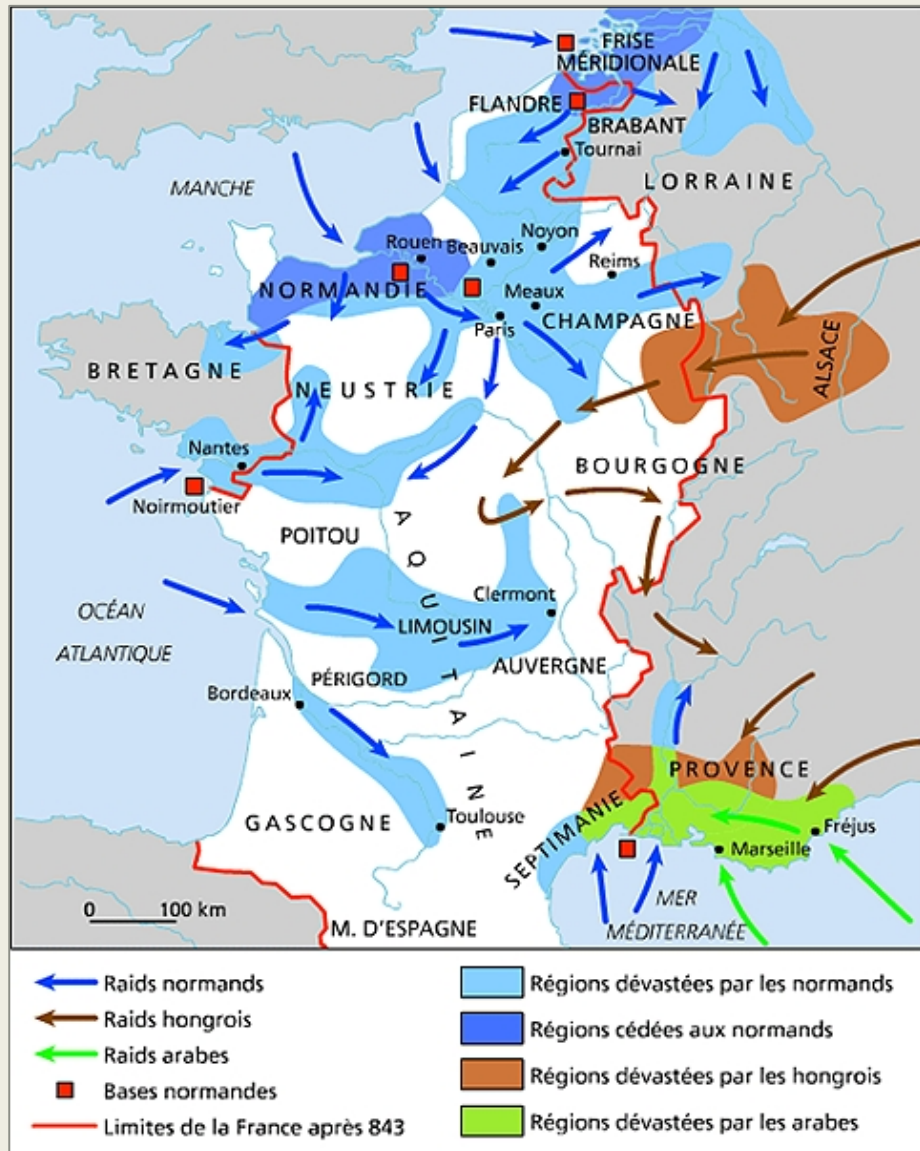 FRISE
MÉRIDIONALE
FLANDRE
BRABANT
Tournai
LORRAINE
MANCHE
Rouen
Beauvais
Noyon
Reims
NORMANDIE
Meaux
Paris
CHAMPAGNE
ALSACE
BRETAGNE
NEUSTRIE
Nantes
BOURGOGNE
Noirmoutier
POITOU
AQUITAINE
Clermont
OCÉAN
ATLANTIQUE
LIMOUSIN
AUVERGNE
PÉRIGORD
Bordeaux
PROVENCE
GASCOGNE
Toulouse
SEPTIMANIE
Fréjus
Marseille
0 100 km
MER
MÉDITERRANÉE
M. D'ESPAGNE
Raids normands
Raids hongrois
Raids arabes
Bases normandes
Limites de la France après 843
Régions dévastées par les normands
Régions cédées aux normands
Régions dévastées par les hongrois
Régions dévastées par les arabes